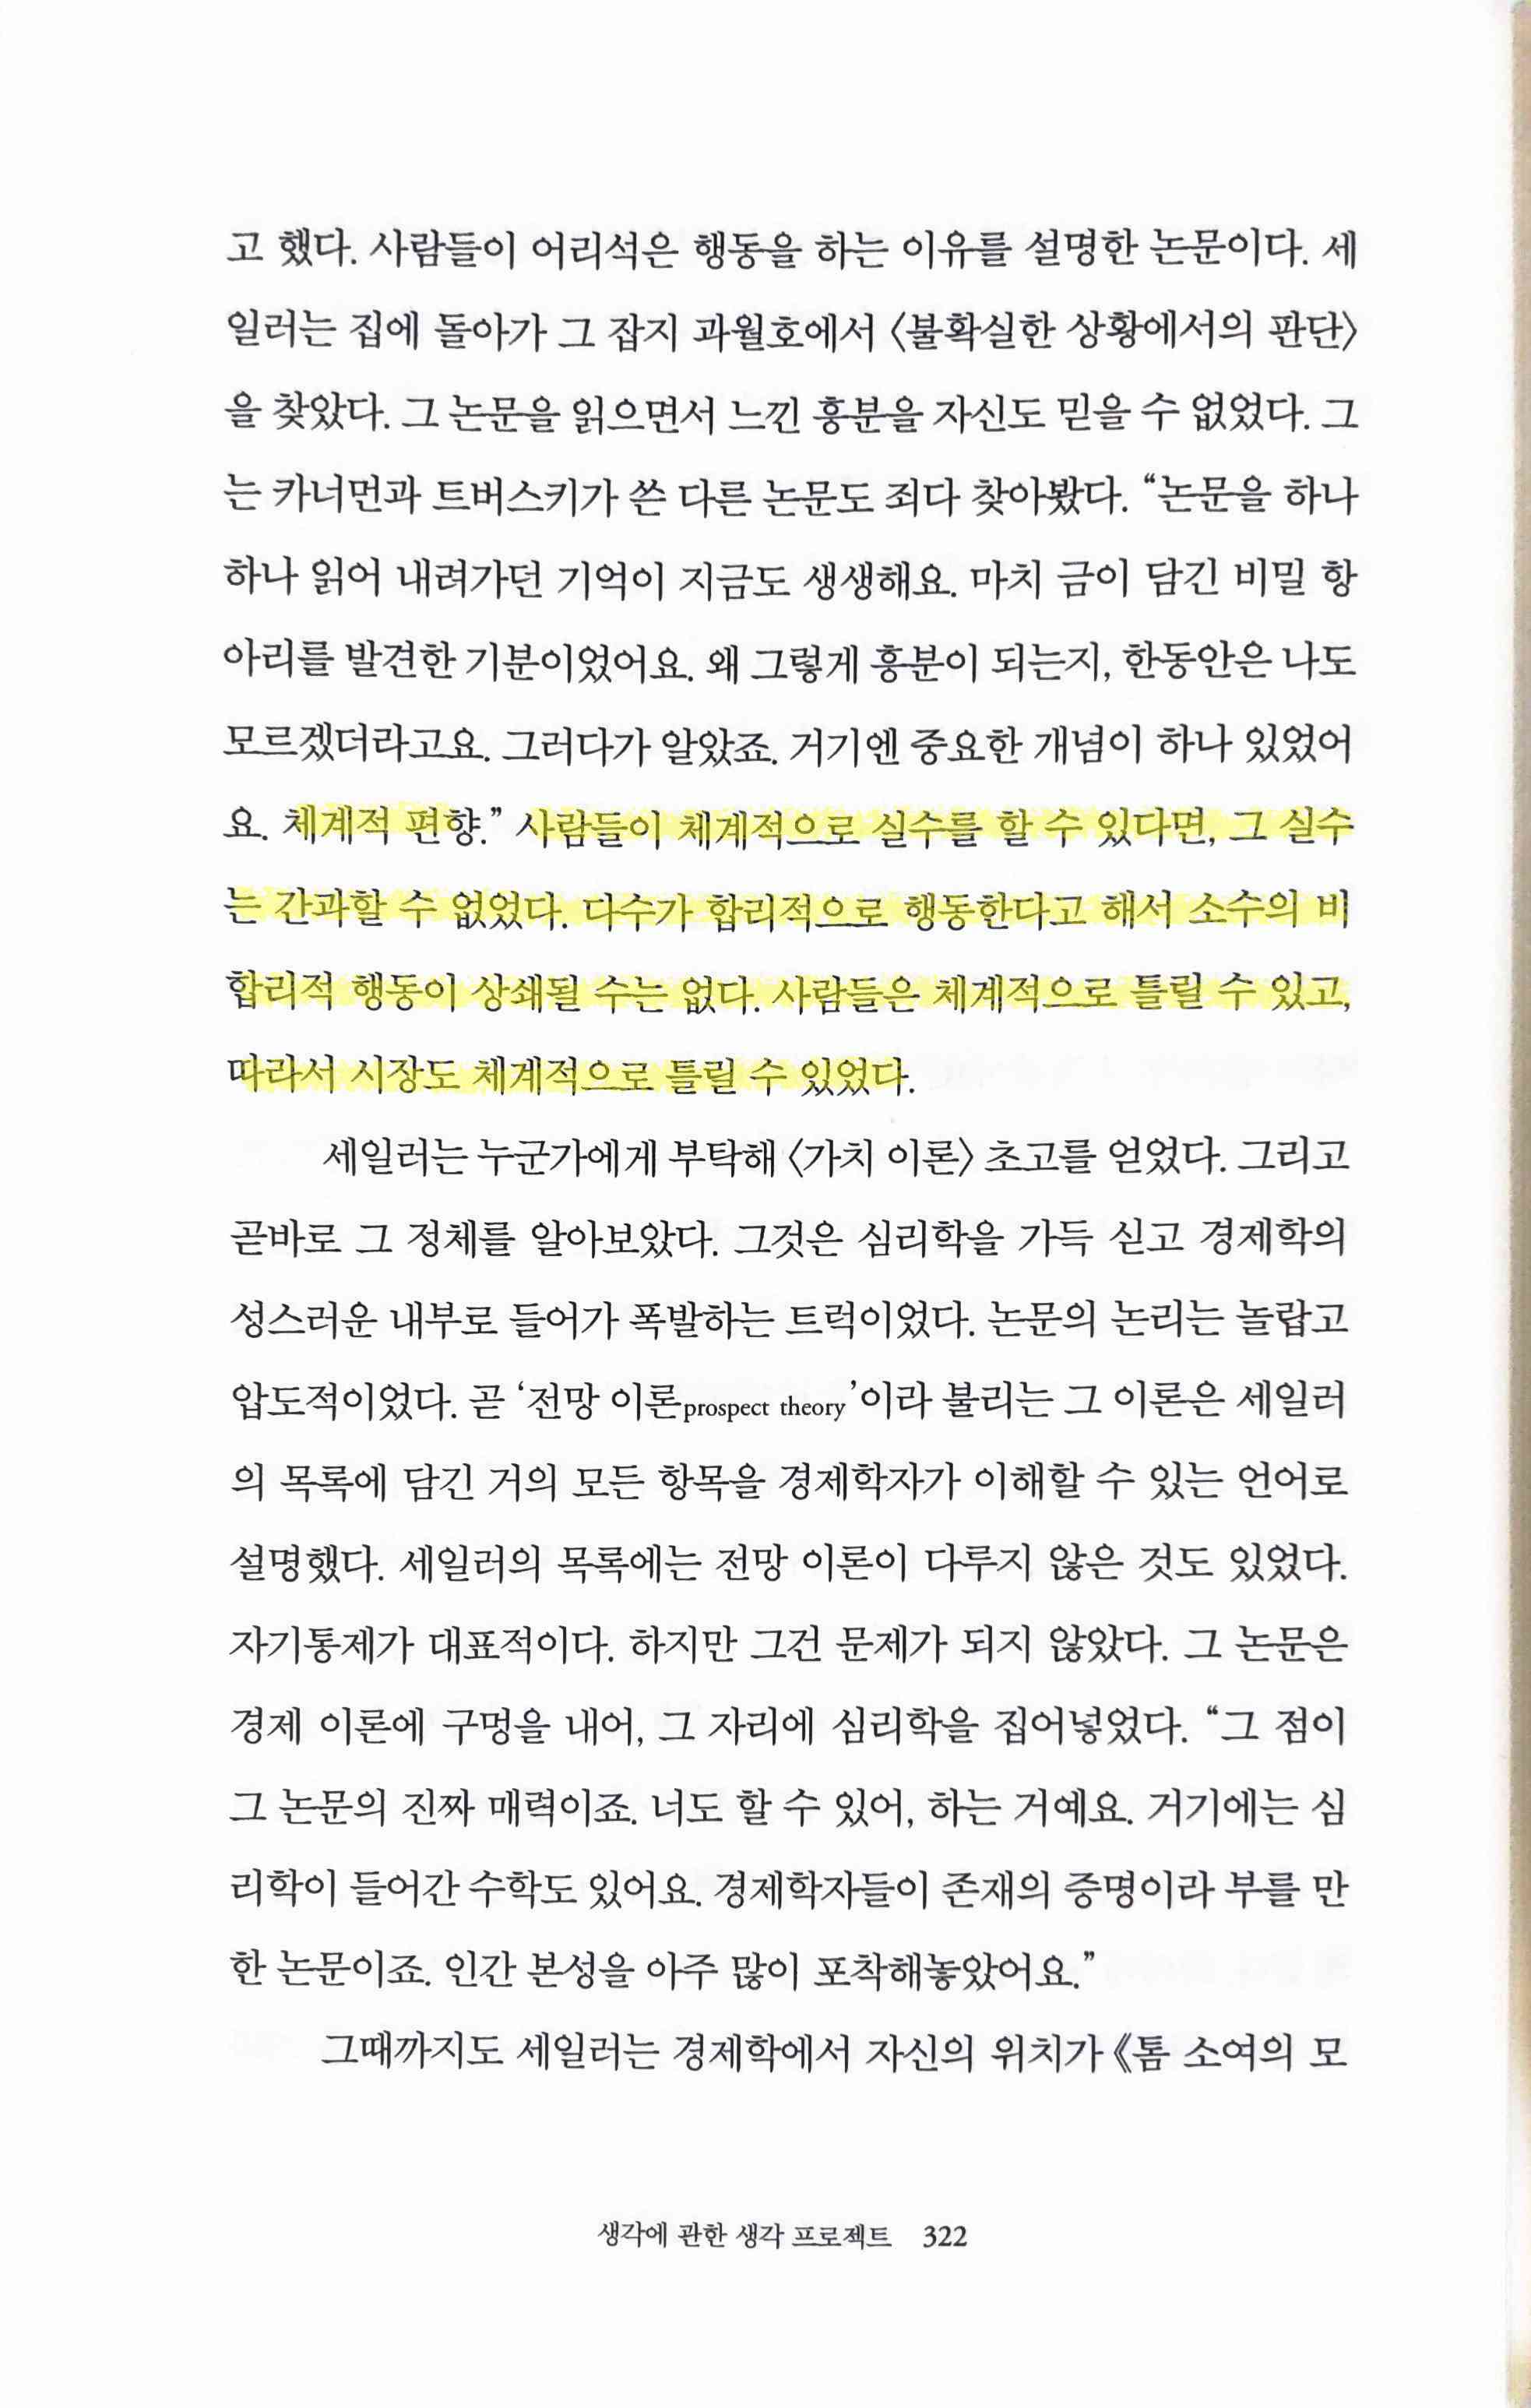 고 했다. 사람들이 어리석은 행동을 하는 이유를 설명한 논문이다. 세
일러는 집에 돌아가 그 잡지 과월호에서 〈불확실한 상황에서의 판단〉
을 찾았다. 그 논문을 읽으면서 느낀 흥분을 자신도 믿을 수 없었다. 그
는 카너먼과 트버스키가 쓴 다른 논문도 죄다 찾아봤다. “논문을 하나
하나 읽어 내려가던 기억이 지금도 생생해요. 마치 금이 담긴 비밀 항
아리를 발견한 기분이었어요. 왜 그렇게 흥분이 되는지, 한동안은 나도
모르겠더라고요. 그러다가 알았죠. 거기엔 중요한 개념이 하나 있었어
요. 체계적 편향.” 사람들이 체계적으로 실수를 할 수 있다면, 그 실수
는 간과할 수 없었다. 다수가 합리적으로 행동한다고 해서 소수의 비
합리적 행동이 상쇄될 수는 없다. 사람들은 체계적으로 틀릴 수 있고,
따라서 시장도 체계적으로 틀릴 수 있었다.
세일러는 누군가에게 부탁해 〈가치 이론〉 초고를 얻었다. 그리고
곧바로 그 정체를 알아보았다. 그것은 심리학을 가득 싣고 경제학의
성스러운 내부로 들어가 폭발하는 트럭이었다. 논문의 논리는 놀랍고
압도적이었다. 곧 ‘전망 이론prospect theory’이라 불리는 그 이론은 세일러
의 목록에 담긴 거의 모든 항목을 경제학자가 이해할 수 있는 언어로
설명했다. 세일러의 목록에는 전망 이론이 다루지 않은 것도 있었다.
자기통제가 대표적이다. 하지만 그건 문제가 되지 않았다. 그 논문은
경제 이론에 구멍을 내어, 그 자리에 심리학을 집어넣었다. “그 점이
그 논문의 진짜 매력이죠. 너도 할 수 있어, 하는 거예요. 거기에는 심
리학이 들어간 수학도 있어요. 경제학자들이 존재의 증명이라 부를 만
한 논문이죠. 인간 본성을 아주 많이 포착해놓았어요.”
그때까지도 세일러는 경제학에서 자신의 위치가 《톰 소여의 모
생각에 관한 생각 프로젝트 322